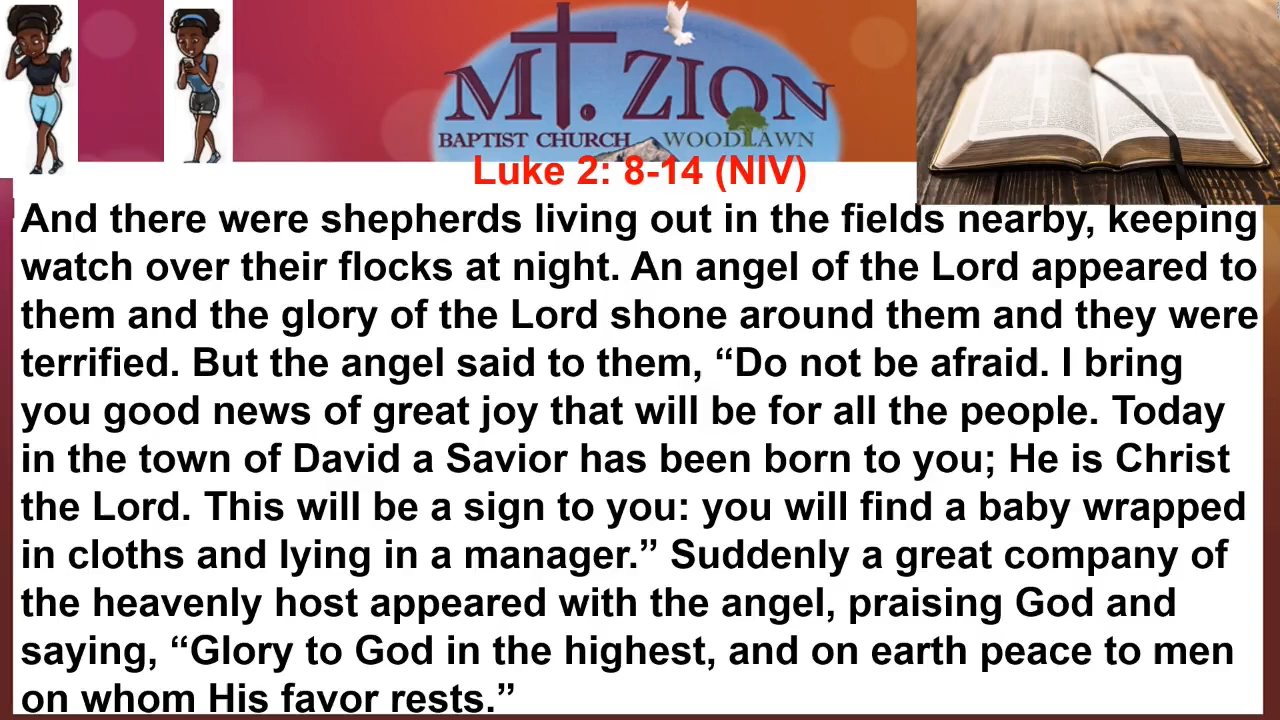 MT. ZION
BAPTIST CHURCH WOODLAWN
Luke 2: 8-14 (NIV)
And there were shepherds living out in the fields nearby, keeping
watch over their flocks at night. An angel of the Lord appeared to
them and the glory of the Lord shone around them and they were
terrified. But the angel said to them, “Do not be afraid. I bring
you good news of great joy that will be for all the people. Today
in the town of David a Savior has been born to you; He is Christ
the Lord. This will be a sign to you: you will find a baby wrapped
in cloths and lying in a manager.” Suddenly a great company of
the heavenly host appeared with the angel, praising God and
saying, “Glory to God in the highest, and on earth peace to men
on whom His favor rests.”